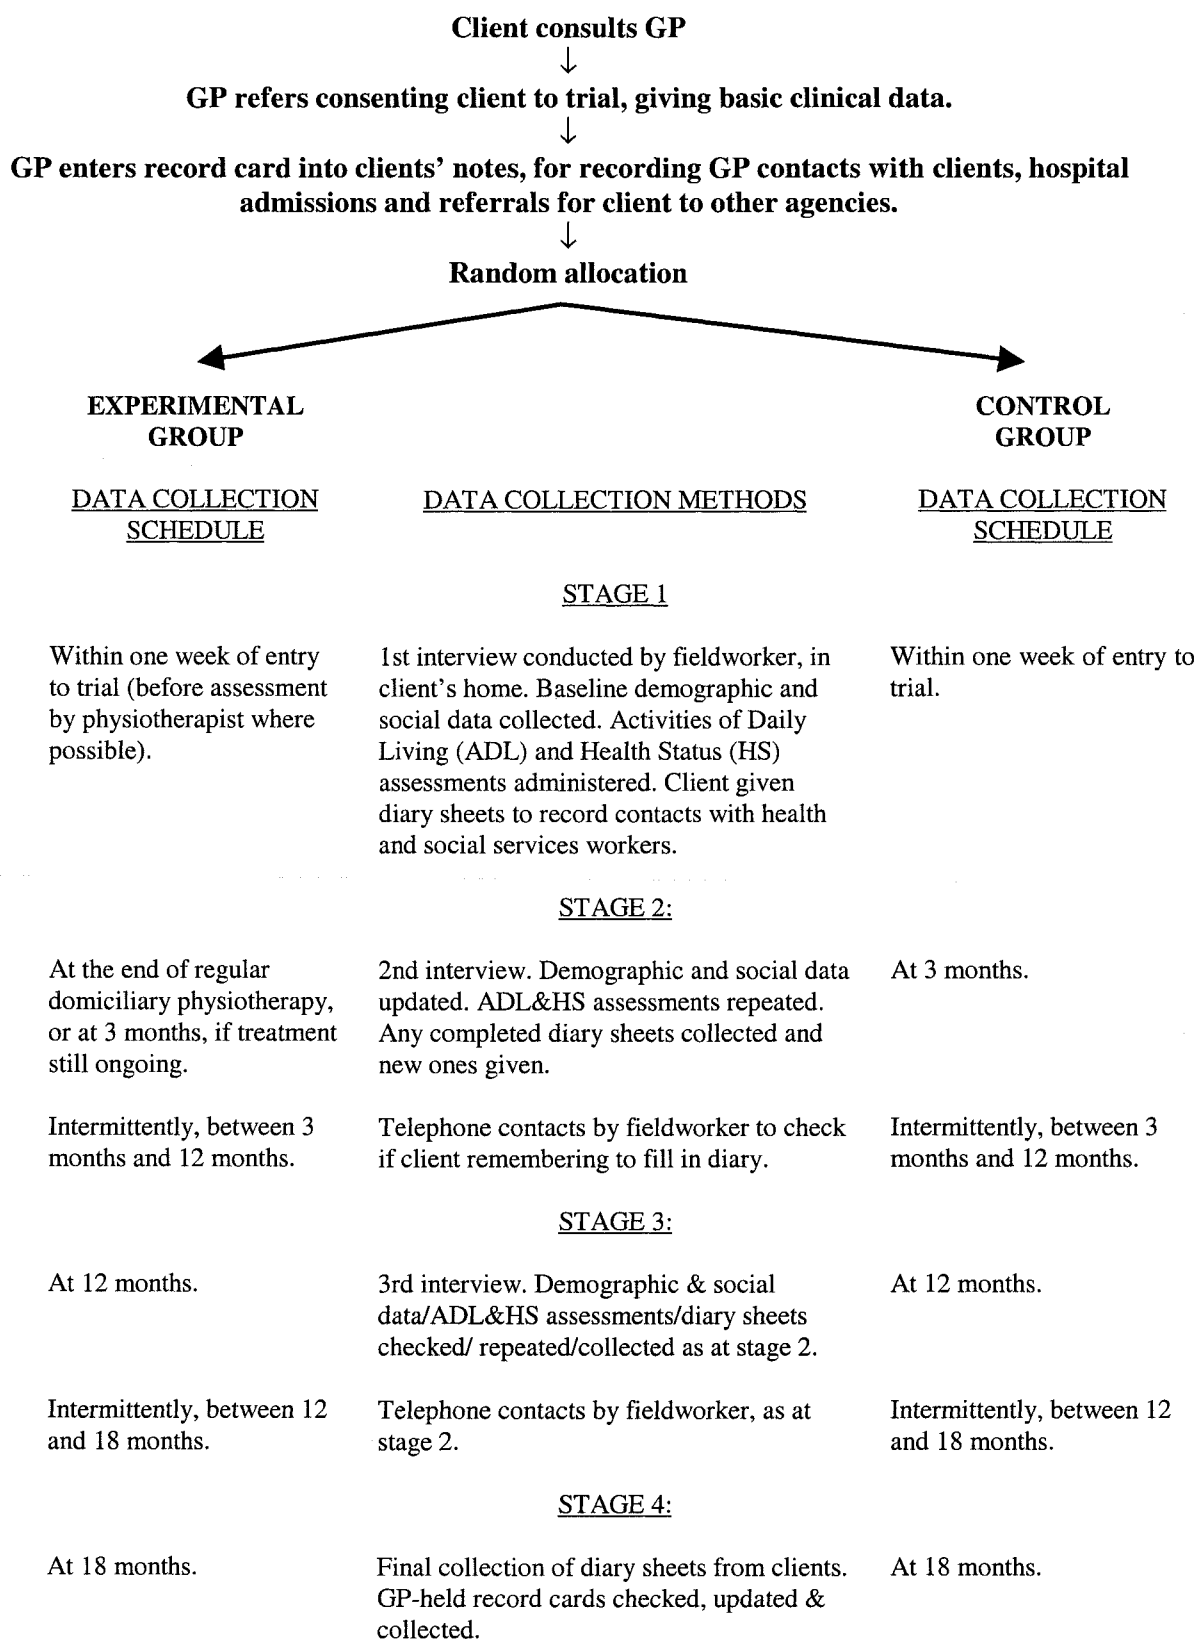 Client consults GP
↓
GP refers consenting client to trial, giving basic clinical data.
↓
GP enters record card into clients' notes, for recording GP contacts with clients, hospital
admissions and referrals for client to other agencies.
↓
Random allocation
EXPERIMENTAL
GROUP
CONTROL
GROUP
DATA COLLECTION
SCHEDULE
DATA COLLECTION METHODS
DATA COLLECTION
SCHEDULE
STAGE 1
Within one week of entry
to trial (before assessment
by physiotherapist where
possible).
1st interview conducted by fieldworker, in
client's home. Baseline demographic and
social data collected. Activities of Daily
Living (ADL) and Health Status (HS)
assessments administered. Client given
diary sheets to record contacts with health
and social services workers.
Within one week of entry to
trial.
STAGE 2:
At the end of regular
domiciliary physiotherapy,
or at 3 months, if treatment
still ongoing.
2nd interview. Demographic and social data
updated. ADL&HS assessments repeated.
Any completed diary sheets collected and
new ones given.
At 3 months.
Intermittently, between 3
months and 12 months.
Telephone contacts by fieldworker to check
if client remembering to fill in diary.
Intermittently, between 3
months and 12 months.
STAGE 3:
At 12 months.
3rd interview. Demographic & social
data/ADL&HS assessments/diary sheets
checked/ repeated/collected as at stage 2.
At 12 months.
Intermittently, between 12
and 18 months.
Telephone contacts by fieldworker, as at
stage 2.
Intermittently, between 12
and 18 months.
STAGE 4:
At 18 months.
Final collection of diary sheets from clients.
GP-held record cards checked, updated &
collected.
At 18 months.